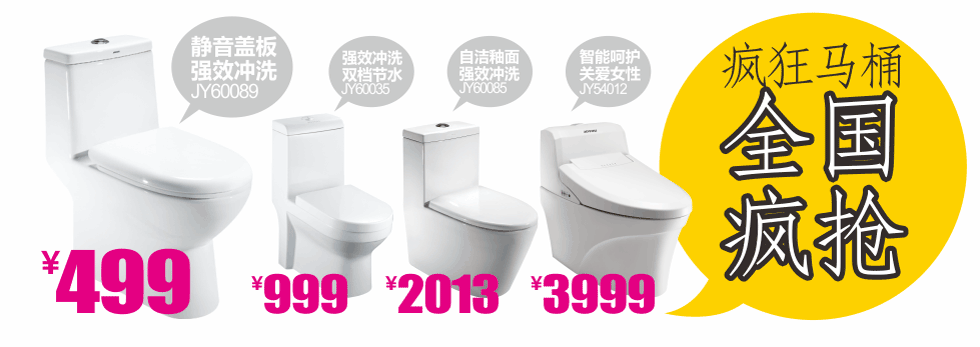 静音盖板
强效冲洗
JY60089
¥499
强效冲洗
双档节水
JY60035
¥999
自洁釉面
强效冲洗
JY60085
¥2013
智能呵护
关爱女性
JY54012
¥3999
疯狂马桶
全国
疯抢